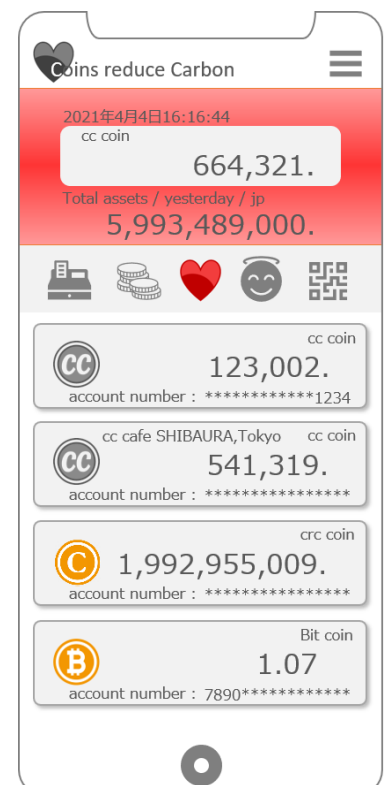 Coins reduce Carbon
2021年4月4日16:16:44
cc coin
664,321.
Total assets / yesterday / jp
5,993,489,000.
cc coin
cc
123,002.
account number : ************1234
cc cafe SHIBAURA,Tokyo cc coin
cc
541,319.
account number : ****************
crc coin
C
1,992,955,009.
account number : ****************
Bit coin
₿
1.07
account number : 7890************